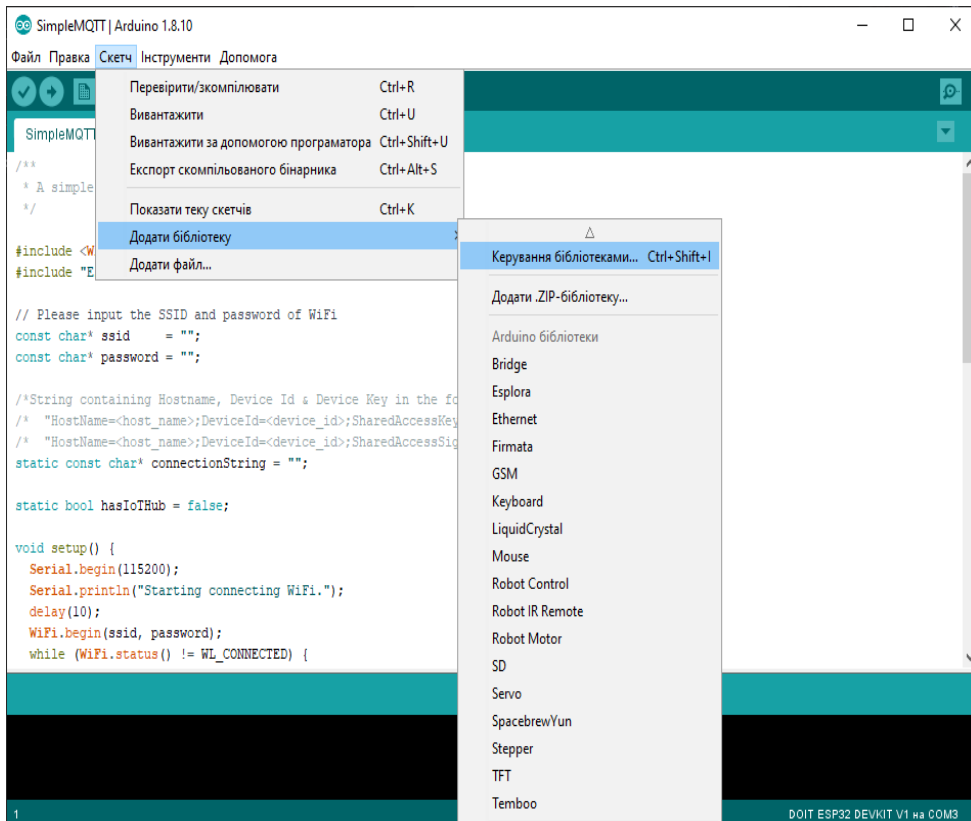 SimpleMQTT | Arduino 1.8.10
Файл Правка Скетч Інструменти Допомога
Перевірити/зкомпілювати Ctrl+R
Вивантажити Ctrl+U
Вивантажити за допомогою програматора Ctrl+Shift+U
Експорт скомпільованого бінарника Ctrl+Alt+S
Показати теку скетчів Ctrl+K
Додати бібліотеку
Додати файл...
Керування бібліотеками... Ctrl+Shift+I
Додати .ZIP-бібліотеку...
Arduino бібліотеки
Bridge
Esplora
Ethernet
Firmata
GSM
Keyboard
LiquidCrystal
Mouse
Robot Control
Robot IR Remote
Robot Motor
SD
Servo
SpacebrewYun
Stepper
TFT
Temboo
SimpleMQTT
/**
* A simple
*/
#include <W
#include "E
// Please input the SSID and password of WiFi
const char* ssid     = "";
const char* password = "";
/*String containing Hostname, Device Id & Device Key in the fo
/*  "HostName=<host_name>;DeviceId=<device_id>;SharedAccessKey
/*  "HostName=<host_name>;DeviceId=<device_id>;SharedAccessSig
static const char* connectionString = "";
static bool hasIoTHub = false;
void setup() {
Serial.begin(115200);
Serial.println("Starting connecting WiFi.");
delay(10);
WiFi.begin(ssid, password);
while (WiFi.status() != WL_CONNECTED) {
1
DOIT ESP32 DEVKIT V1 на COM3